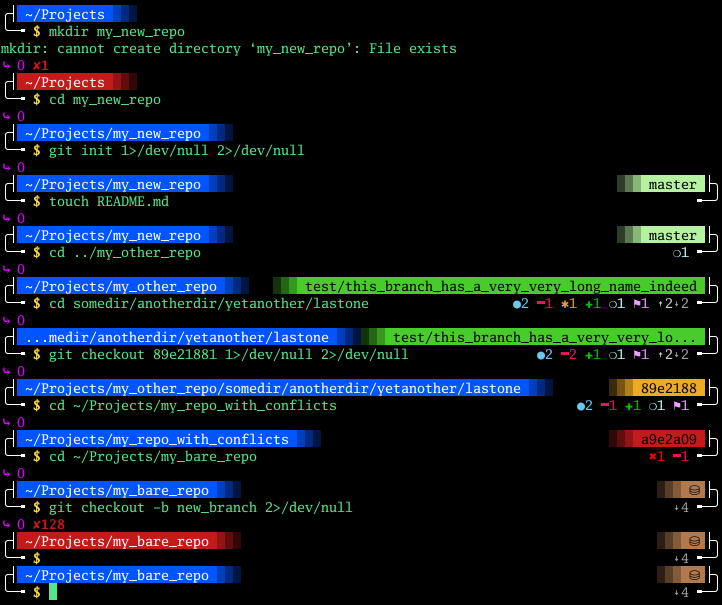 ~/Projects
$ mkdir my_new_repo
mkdir: cannot create directory ‘my_new_repo’: File exists
⤷ 0 ✘1
~/Projects
$ cd my_new_repo
⤷ 0
~/Projects/my_new_repo
$ git init 1>/dev/null 2>/dev/null
⤷ 0
~/Projects/my_new_repo master
$ touch README.md
⤷ 0
~/Projects/my_new_repo master
$ cd ../my_other_repo ❍1
⤷ 0
~/Projects/my_other_repo test/this_branch_has_a_very_very_long_name_indeed
$ cd somedir/anotherdir/yetanother/lastone ●2 ━1 ✱1 ✚1 ❍1 ⚑1 ↑2↓2
⤷ 0
...medir/anotherdir/yetanother/lastone test/this_branch_has_a_very_very_lo...
$ git checkout 89e21881 1>/dev/null 2>/dev/null ●2 ━2 ✚1 ❍1 ⚑1 ↑2↓2
⤷ 0
~/Projects/my_other_repo/somedir/anotherdir/yetanother/lastone 89e2188
$ cd ~/Projects/my_repo_with_conflicts ●2 ━1 ✚1 ❍1 ⚑1
⤷ 0
~/Projects/my_repo_with_conflicts a9e2a09
$ cd ~/Projects/my_bare_repo ✖1 ━1
⤷ 0
~/Projects/my_bare_repo ⛁
$ git checkout -b new_branch 2>/dev/null ↓4
⤷ 0 ✘128
~/Projects/my_bare_repo ⛁
$ ↓4
~/Projects/my_bare_repo ⛁
$ ↓4